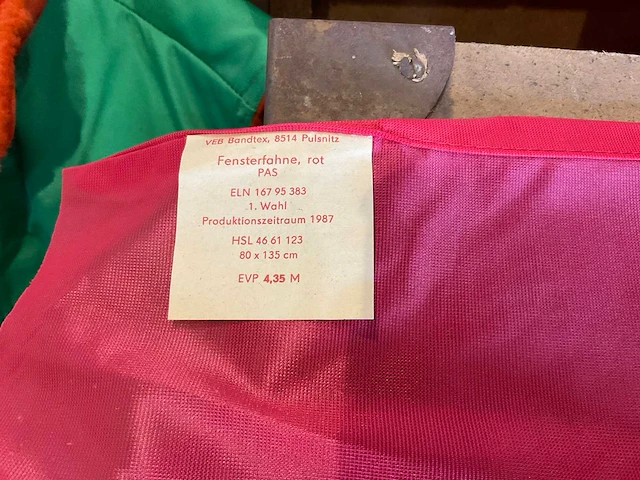 VEB Bandtex, 8514 Pulsnitz
Fensterfahne, rot
PAS
ELN 167 95 383
1. Wahl
Produktionszeitraum 1987
HSL 46 61 123
80 x 135 cm
EVP 4,35 M